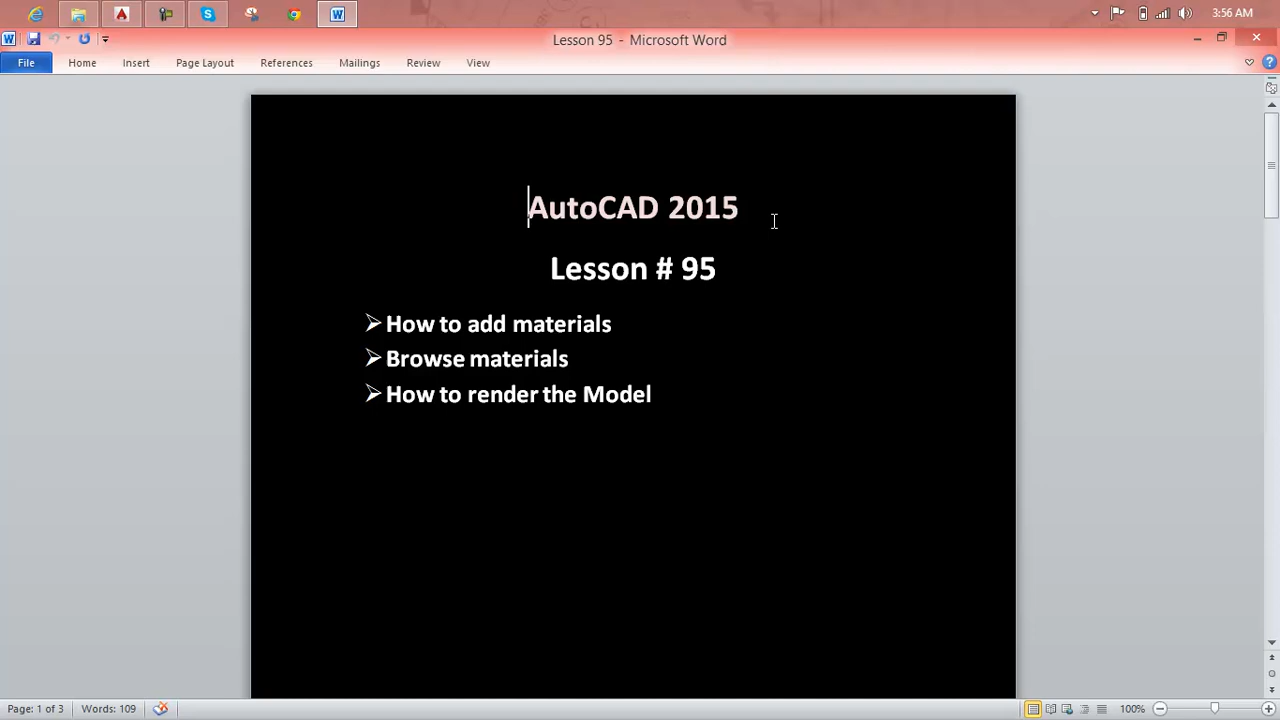 3:56 AM
Lesson 95 - Microsoft Word
File Home Insert Page Layout References Mailings Review View
AutoCAD 2015
Lesson # 95
➢ How to add materials
➢ Browse materials
➢ How to render the Model
Page: 1 of 3 Words: 109 100%